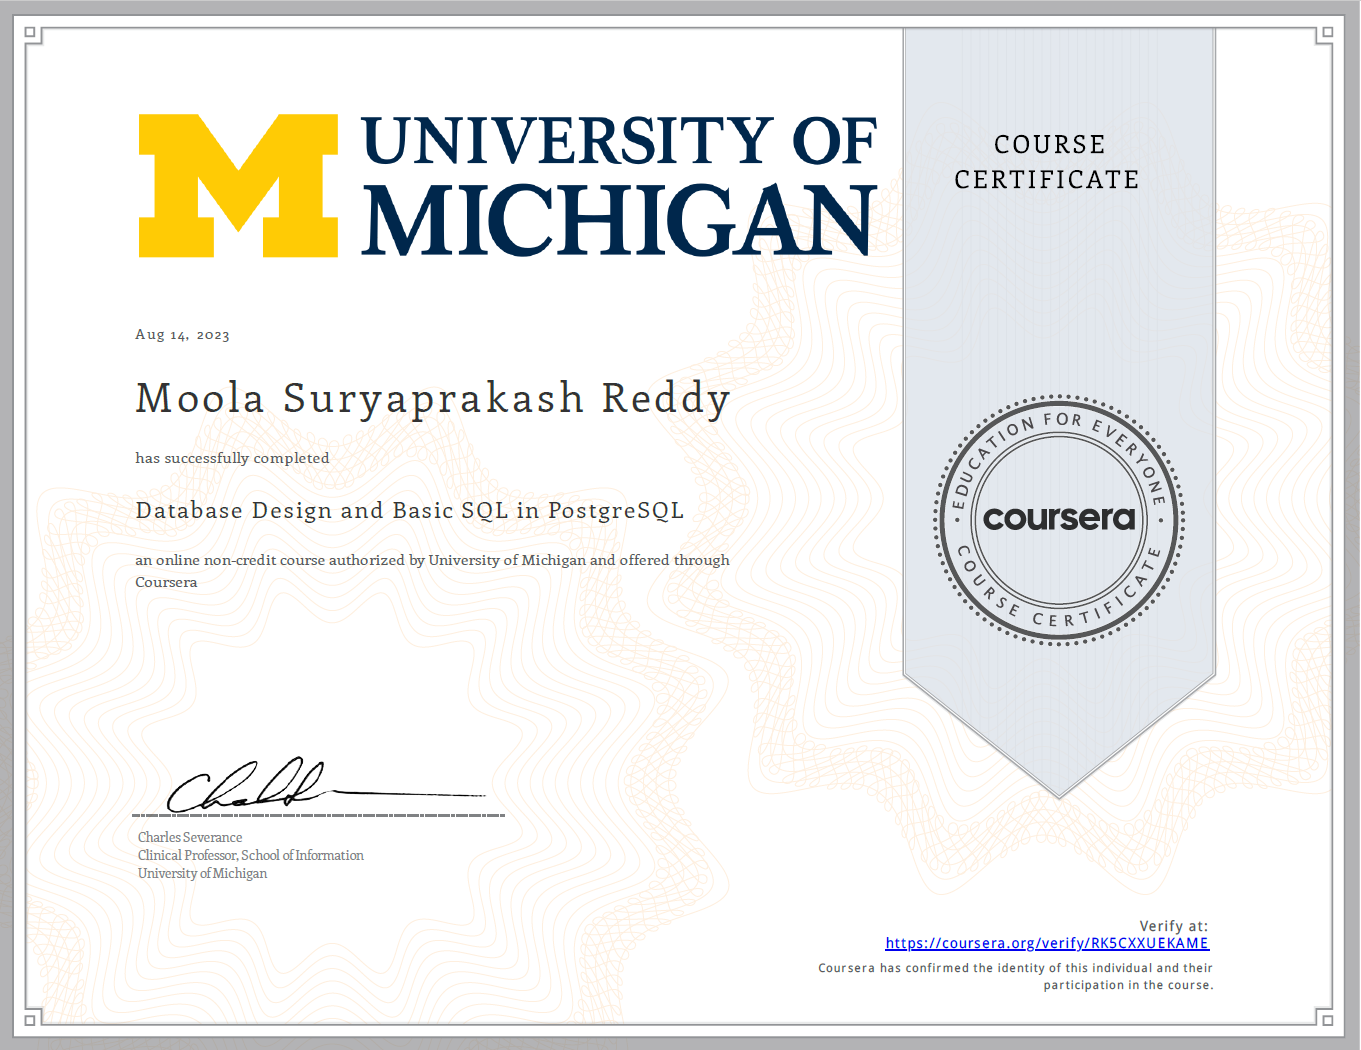 UNIVERSITY OF
MICHIGAN
COURSE
CERTIFICATE
Aug 14, 2023
Moola Suryaprakash Reddy
has successfully completed
Database Design and Basic SQL in PostgreSQL
an online non-credit course authorized by University of Michigan and offered through
Coursera
EDUCATION FOR EVERYONE
coursera
COURSE CERTIFICATE
Charles Severance
Clinical Professor, School of Information
University of Michigan
Verify at:
https://coursera.org/verify/RK5CXXUEKAME
Coursera has confirmed the identity of this individual and their
participation in the course.